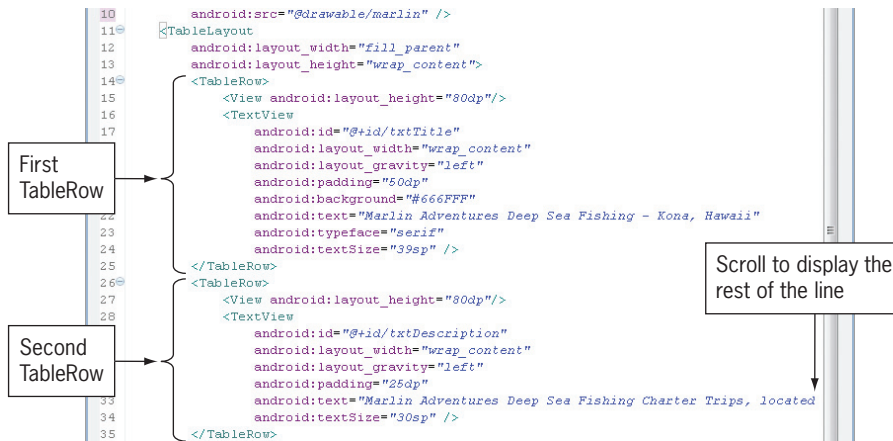 10 android:src="@drawable/marlin" />
11 <TableLayout
12 android:layout_width="fill_parent"
13 android:layout_height="wrap_content">
14 <TableRow>
15 <View android:layout_height="80dp"/>
16 <TextView
17 android:id="@+id/txtTitle"
android:layout_width="wrap_content"
android:layout_gravity="left"
android:padding="50dp"
android:background="#666FFF"
22 android:text="Marlin Adventures Deep Sea Fishing - Kona, Hawaii"
23 android:typeface="serif"
24 android:textSize="39sp" />
25 </TableRow>
26 <TableRow>
27 <View android:layout_height="80dp"/>
28 <TextView
android:id="@+id/txtDescription"
android:layout_width="wrap_content"
android:layout_gravity="left"
android:padding="25dp"
33 android:text="Marlin Adventures Deep Sea Fishing Charter Trips, located
34 android:textSize="30sp" />
35 </TableRow>
First
TableRow
Second
TableRow
Scroll to display the
rest of the line